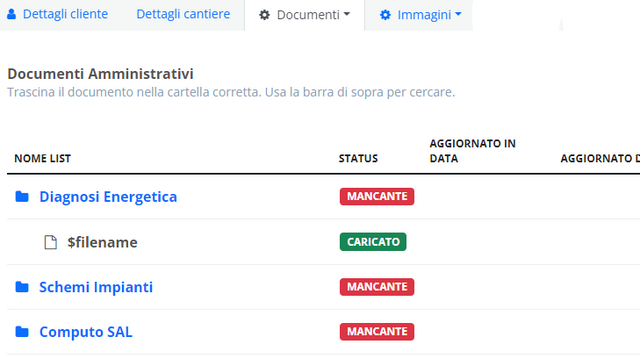 Dettagli cliente Dettagli cantiere Documenti Immagini
Documenti Amministrativi
Trascina il documento nella cartella corretta. Usa la barra di sopra per cercare.
NOME LIST STATUS AGGIORNATO IN DATA AGGIORNATO D
Diagnosi Energetica MANCANTE
$filename CARICATO
Schemi Impianti MANCANTE
Computo SAL MANCANTE